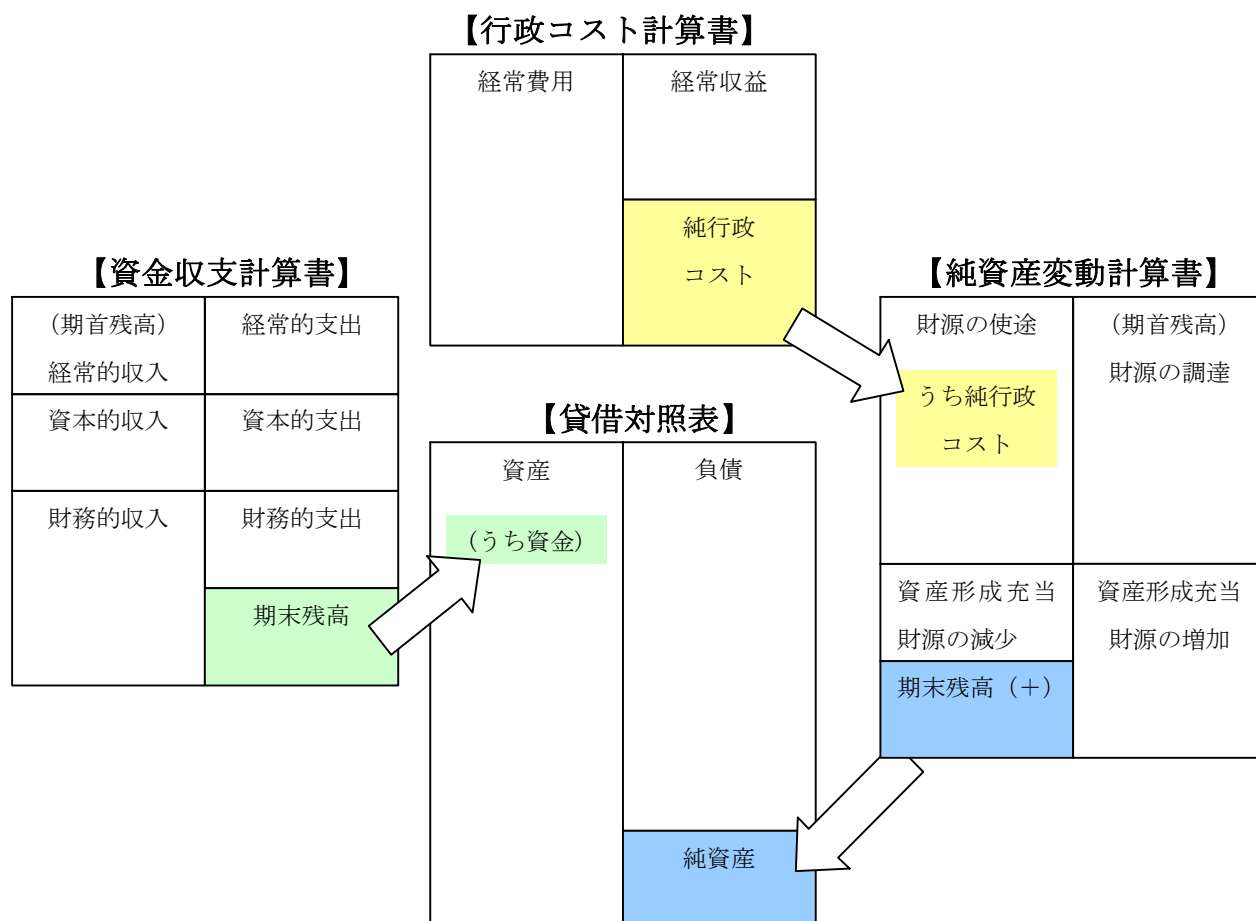 【行政コスト計算書】
経常費用
経常収益
純行政
コスト
【資金収支計算書】
(期首残高)
経常的収入
経常的支出
資本的収入
資本的支出
財務的収入
財務的支出
期末残高
【貸借対照表】
資産
(うち資金)
負債
純資産
【純資産変動計算書】
財源の使途
うち純行政
コスト
(期首残高)
財源の調達
資産形成充当
財源の減少
資産形成充当
財源の増加
期末残高(+)